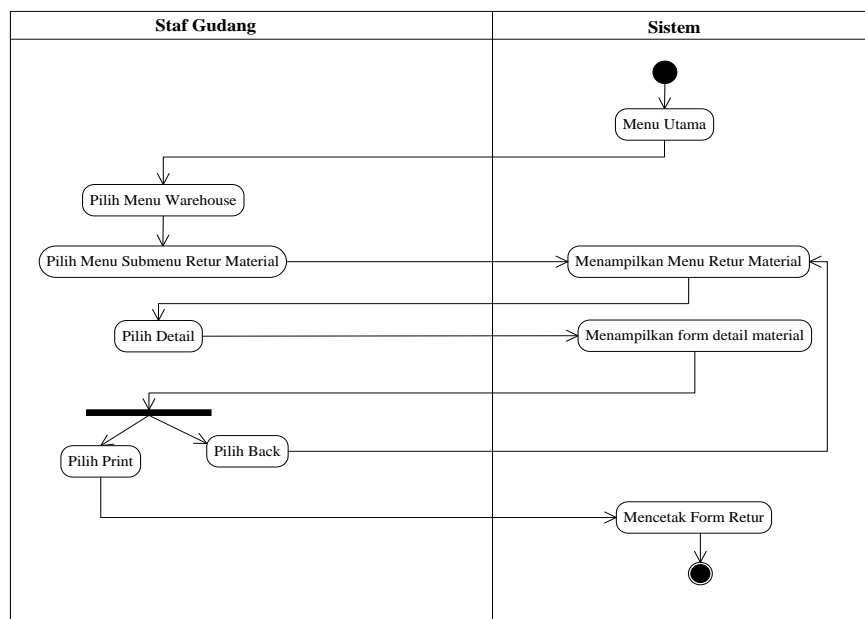 Staf Gudang
Sistem
Menu Utama
Pilih Menu Warehouse
Pilih Menu Submenu Retur Material
Menampilkan Menu Retur Material
Pilih Detail
Menampilkan form detail material
Pilih Print
Pilih Back
Mencetak Form Retur